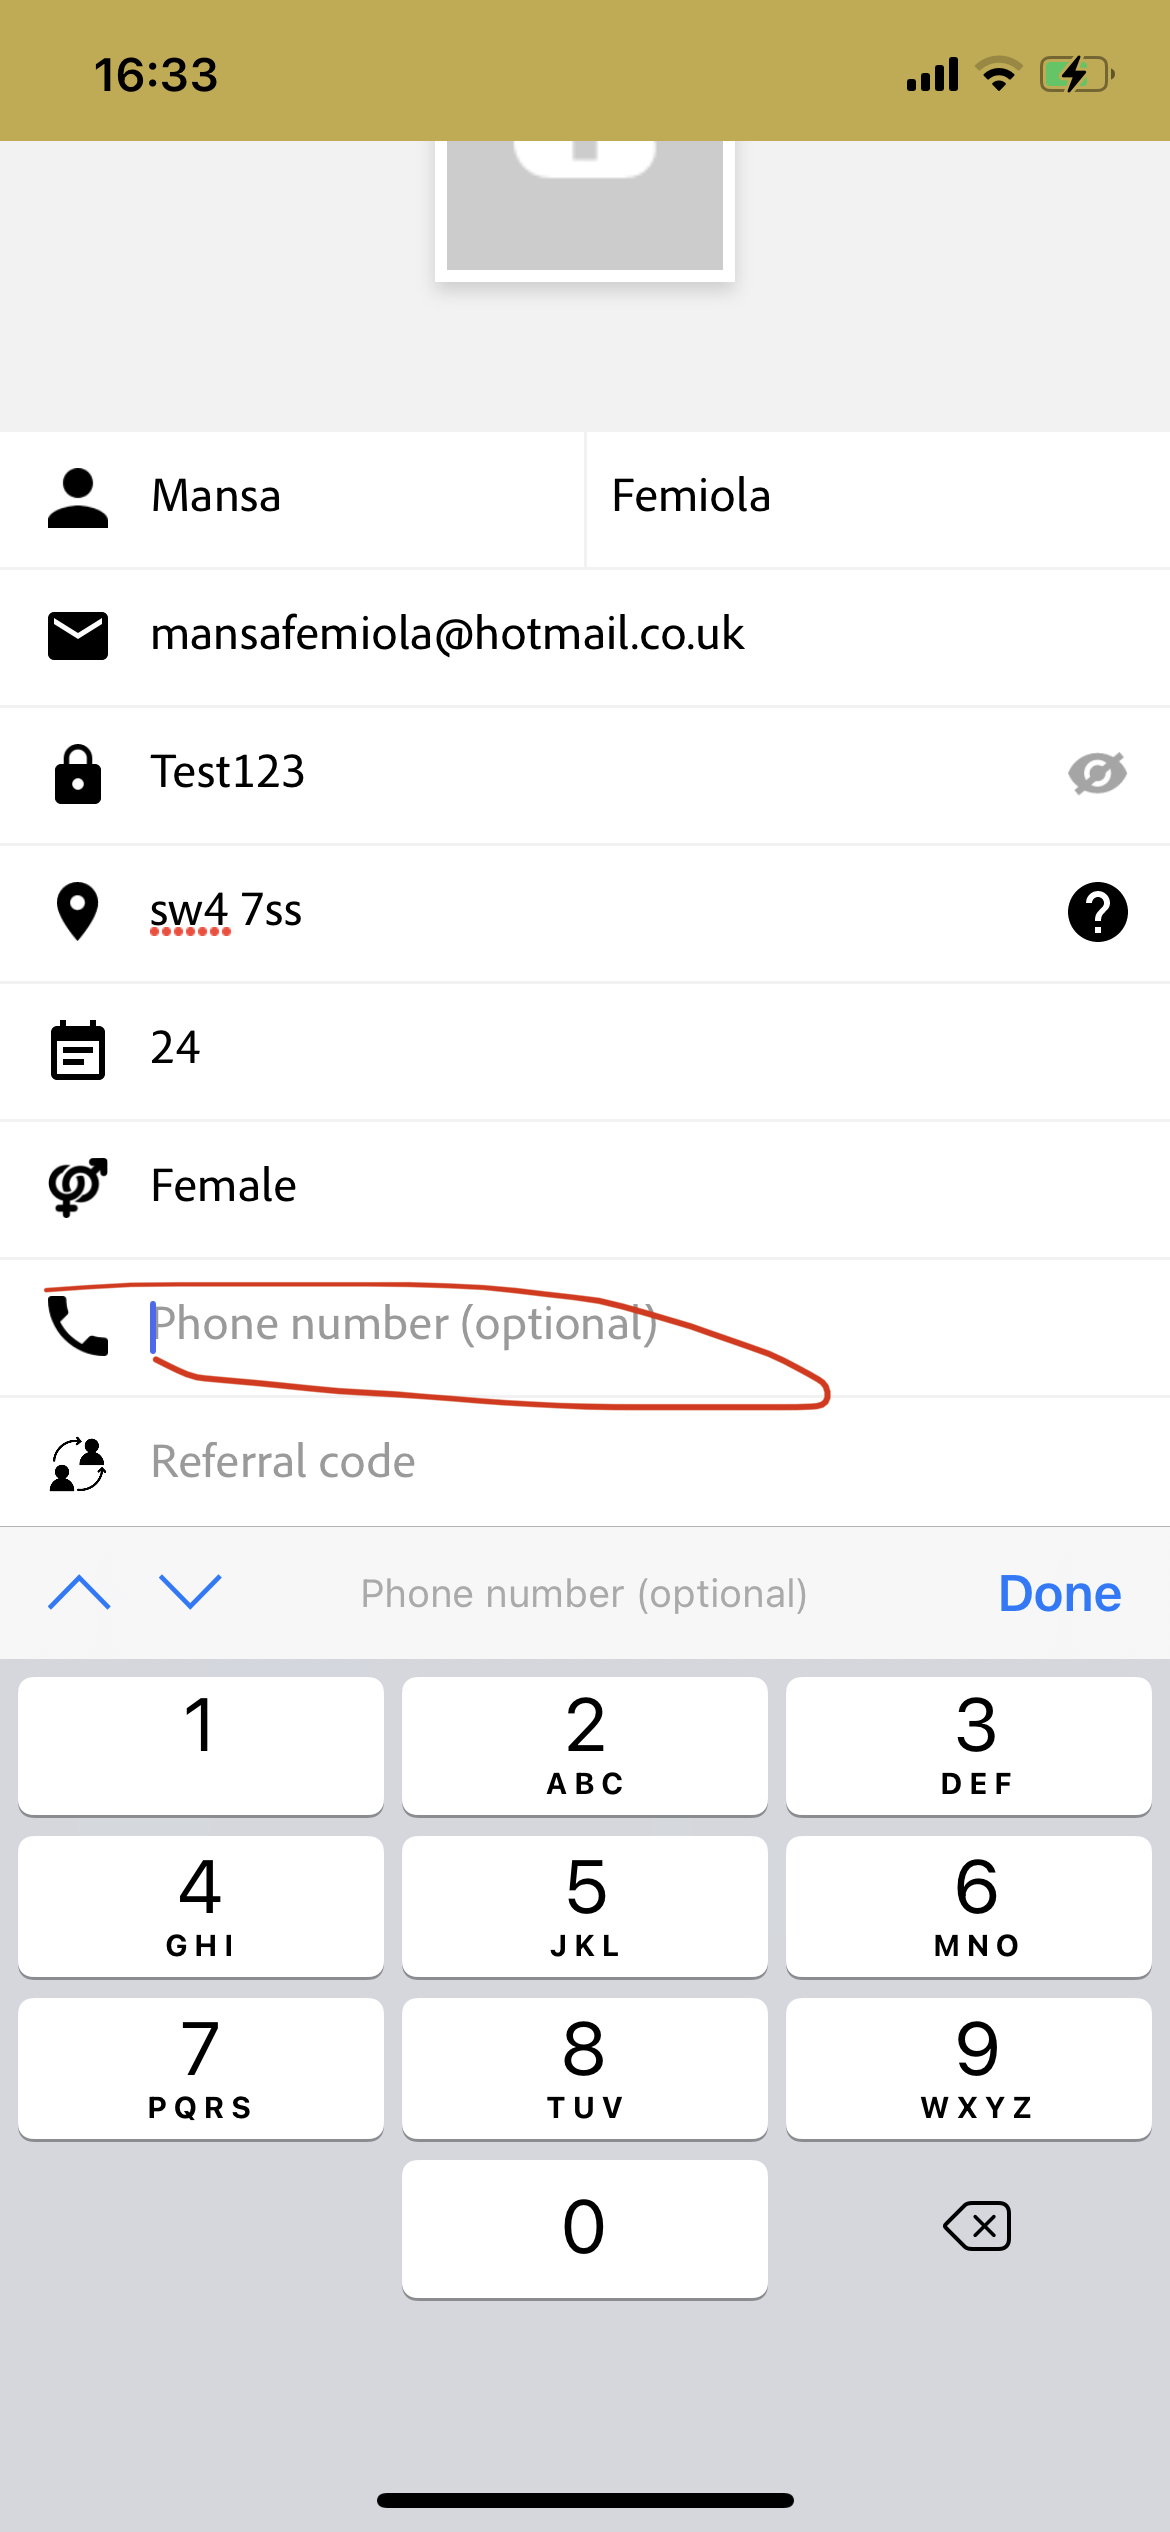 16:33
Mansa Femiola
mansafemiola@hotmail.co.uk
Test123
sw4 7ss
24
Female
Phone number (optional)
Referral code
Phone number (optional) Done
1 2 3
ABC DEF
4 5 6
GHI JKL MNO
7 8 9
PQRS TUV WXYZ
0